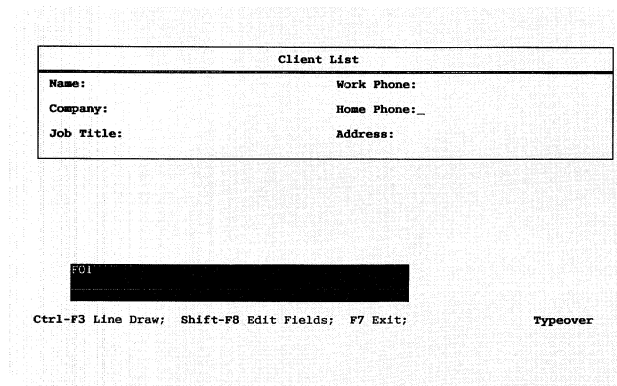 Client List
Name: Work Phone:
Company: Home Phone:_
Job Title: Address:
F01
Ctrl-F3 Line Draw; Shift-F8 Edit Fields; F7 Exit; Typeover